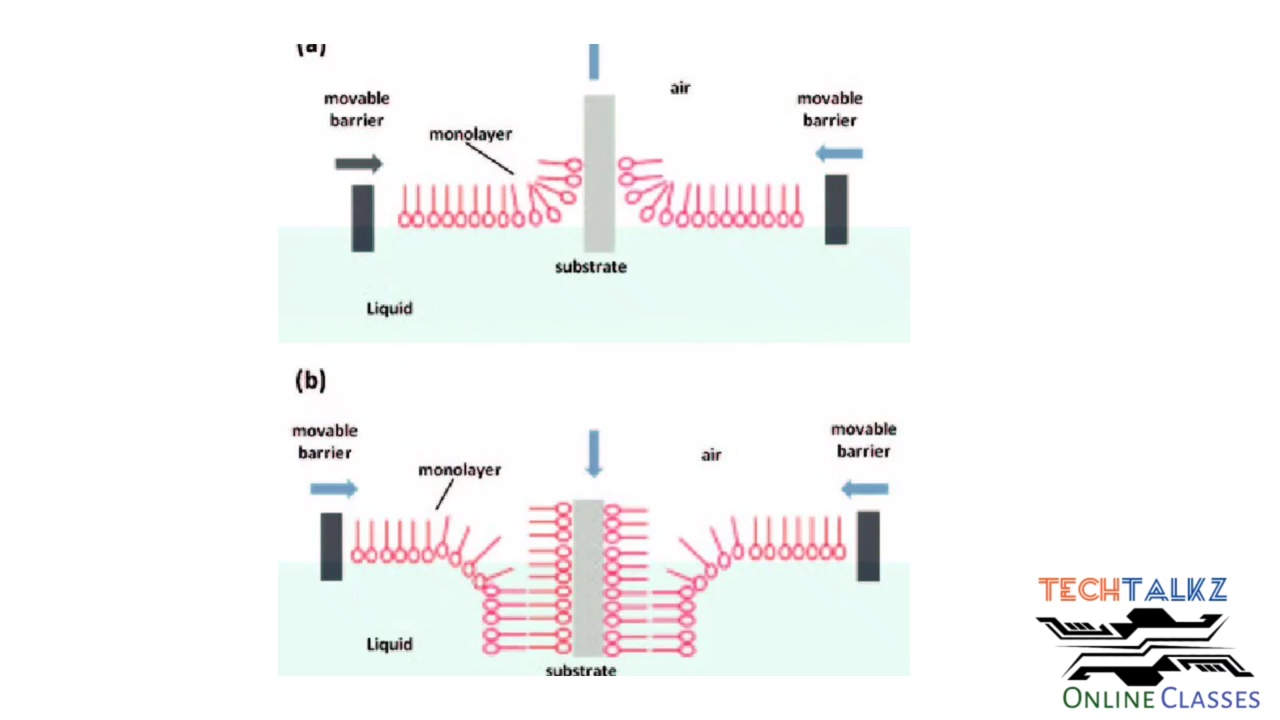 (a)
movable
barrier
monolayer
air
movable
barrier
substrate
Liquid
(b)
movable
barrier
monolayer
air
movable
barrier
Liquid
substrate
TECHTALKZ
ONLINE CLASSES